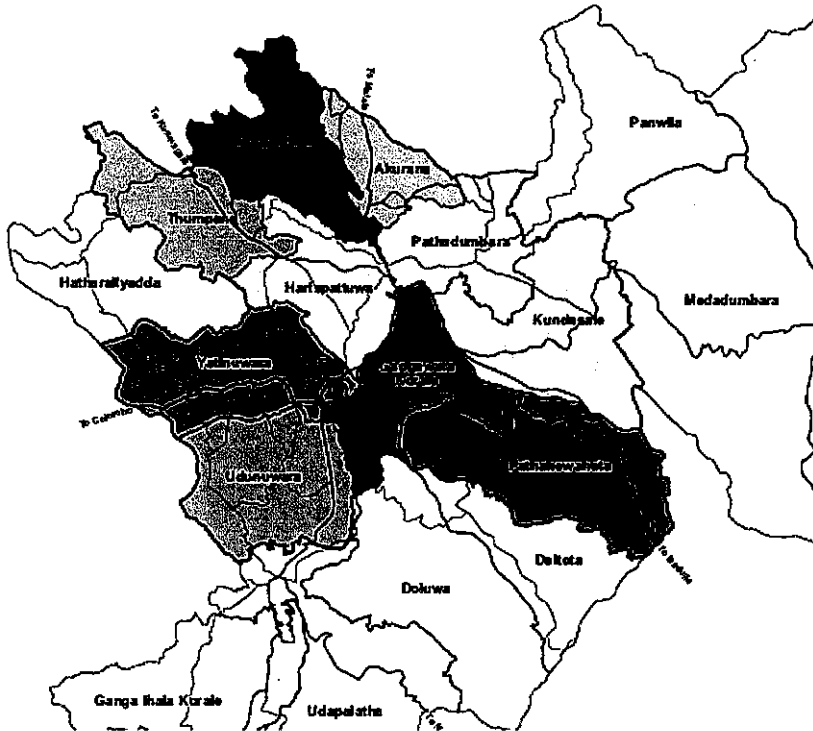 Panwila
To
Akurana
Thumpane
Pathadumbara
Hatharaliyadda
Harispattuwa
Medadumbara
Kundasale
Yatinuwara
To Colombo
Udunuwara
Pathahewaheta
Deltota
Doluwa
Ganga Ihala Korale
Udapalatha